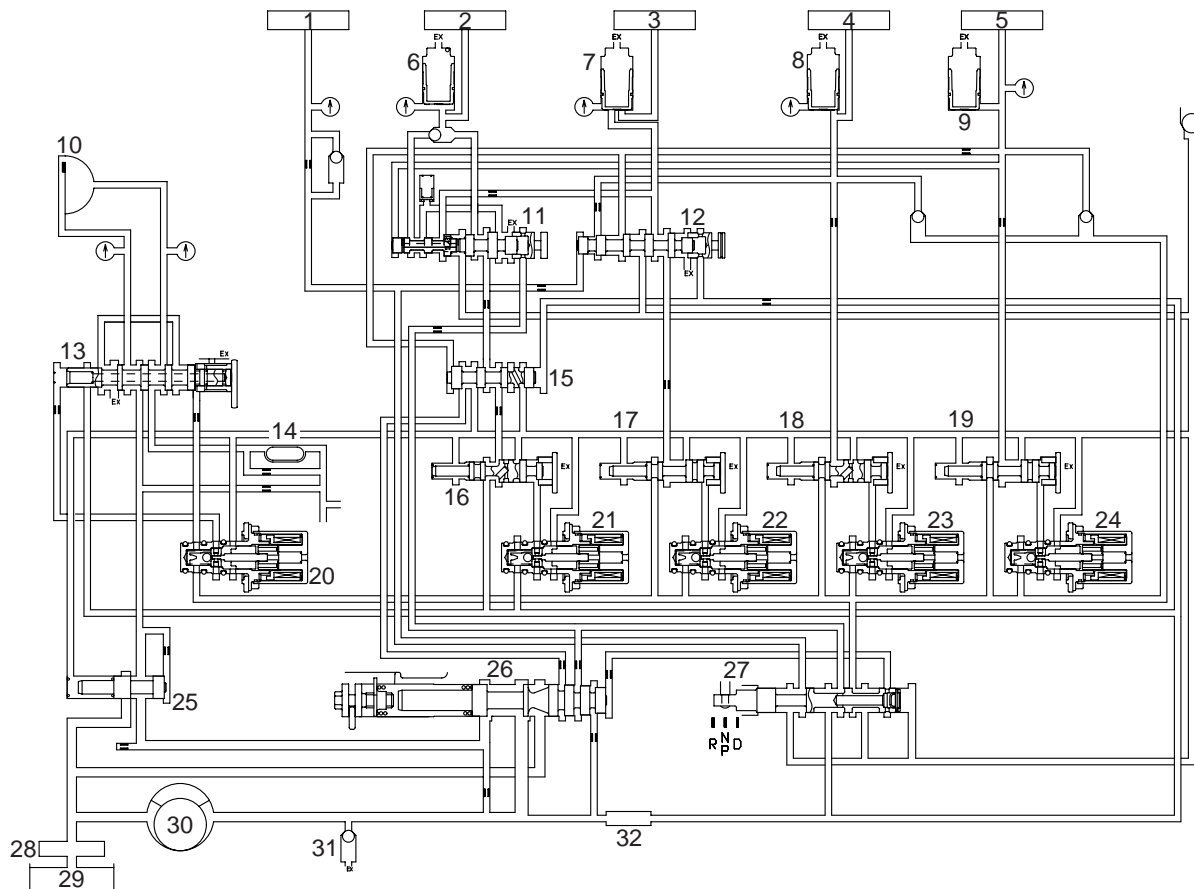 1 2 3 4 5
EX EX EX EX
6 7 8 9
10
11 EX 12
EX
13 EX
EX
15
14 17 18 19
16 EX EX EX EX
20 21 22 23 24
25 26 27
R N D
P
28 30 31 32
29 EX